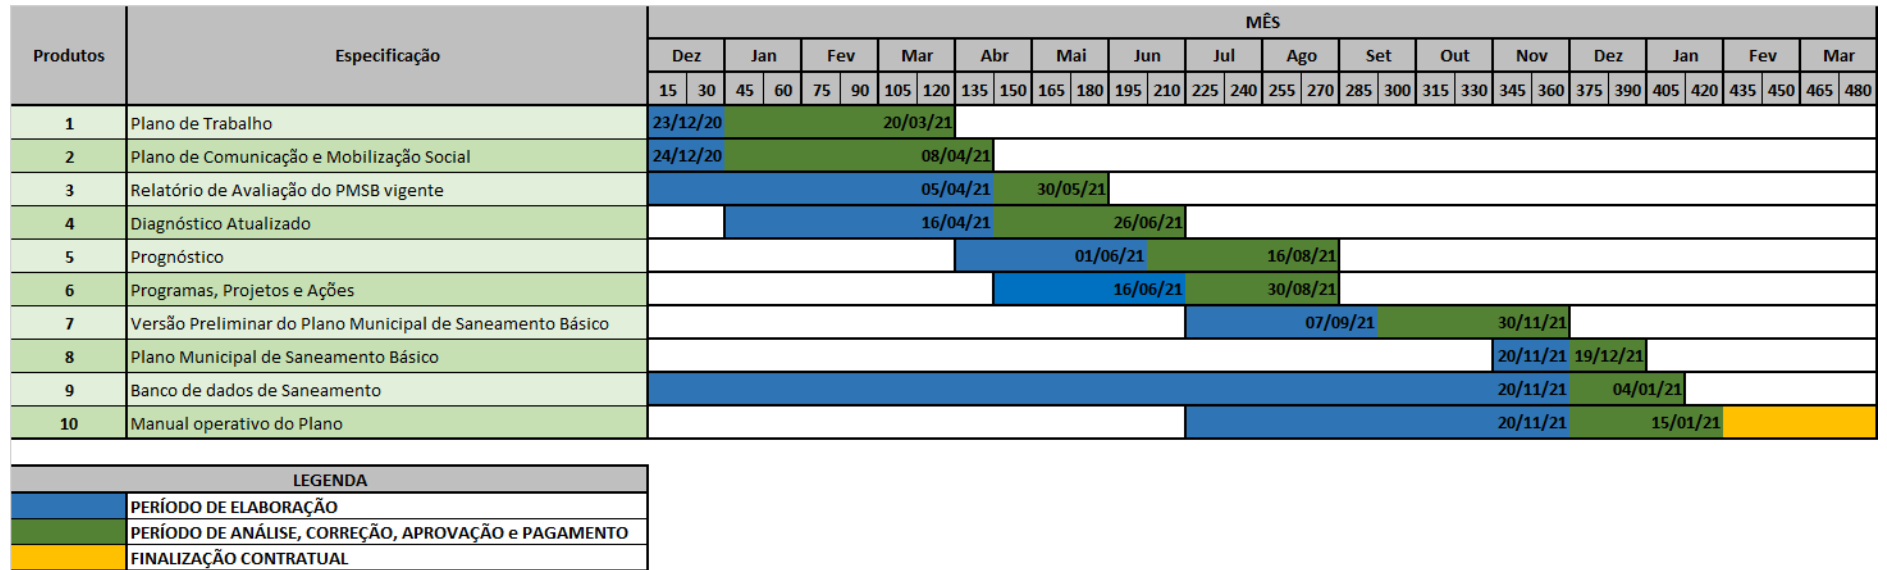 MÊS
Produtos Especificação Dez Jan Fev Mar Abr Mai Jun Jul Ago Set Out Nov Dez Jan Fev Mar
15 30 45 60 75 90 105 120 135 150 165 180 195 210 225 240 255 270 285 300 315 330 345 360 375 390 405 420 435 450 465 480
1 Plano de Trabalho 23/12/20 20/03/21
2 Plano de Comunicação e Mobilização Social 24/12/20 08/04/21
3 Relatório de Avaliação do PMSB vigente 05/04/21 30/05/21
4 Diagnóstico Atualizado 16/04/21 26/06/21
5 Prognóstico 01/06/21 16/08/21
6 Programas, Projetos e Ações 16/06/21 30/08/21
7 Versão Preliminar do Plano Municipal de Saneamento Básico 07/09/21 30/11/21
8 Plano Municipal de Saneamento Básico 20/11/21 19/12/21
9 Banco de dados de Saneamento 20/11/21 04/01/21
10 Manual operativo do Plano 20/11/21 15/01/21
LEGENDA
PERÍODO DE ELABORAÇÃO
PERÍODO DE ANÁLISE, CORREÇÃO, APROVAÇÃO e PAGAMENTO
FINALIZAÇÃO CONTRATUAL